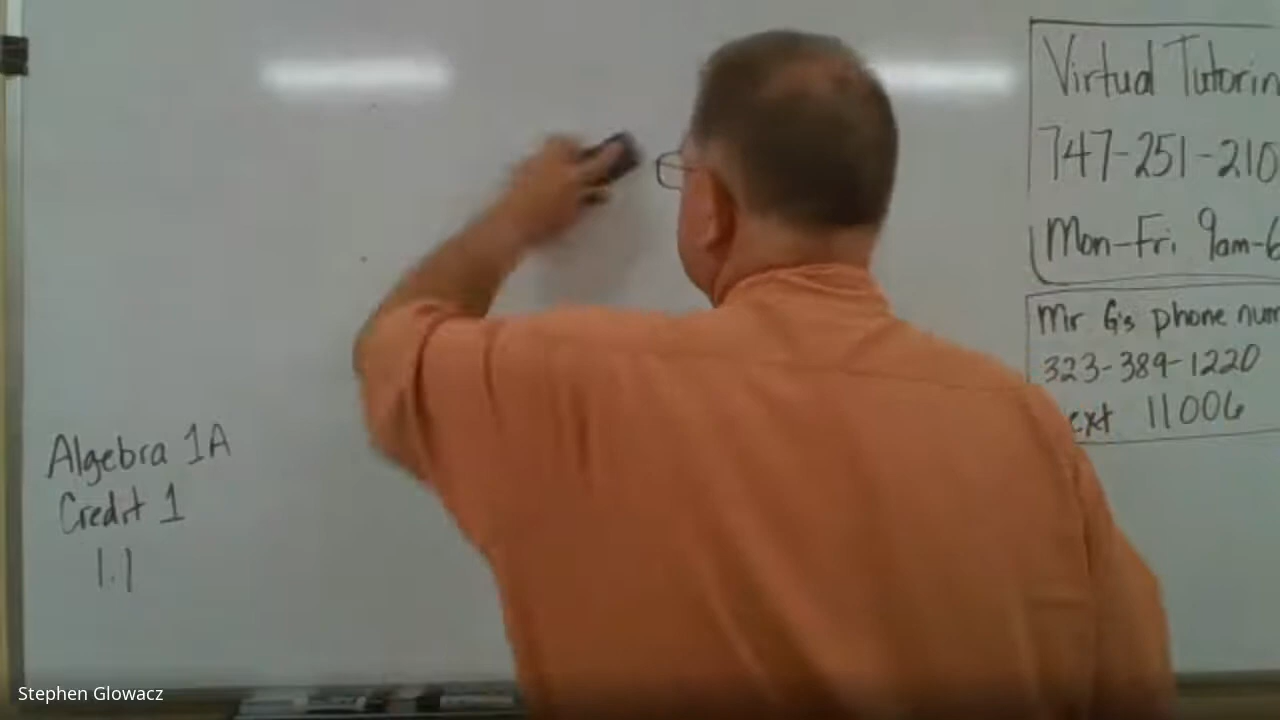 Virtual Tutorin
747-251-210
Mon-Fri 9am-6
Mr G's phone num
323-389-1220
ext 11006
Algebra 1A
Credit 1
1.1
Stephen Glowacz